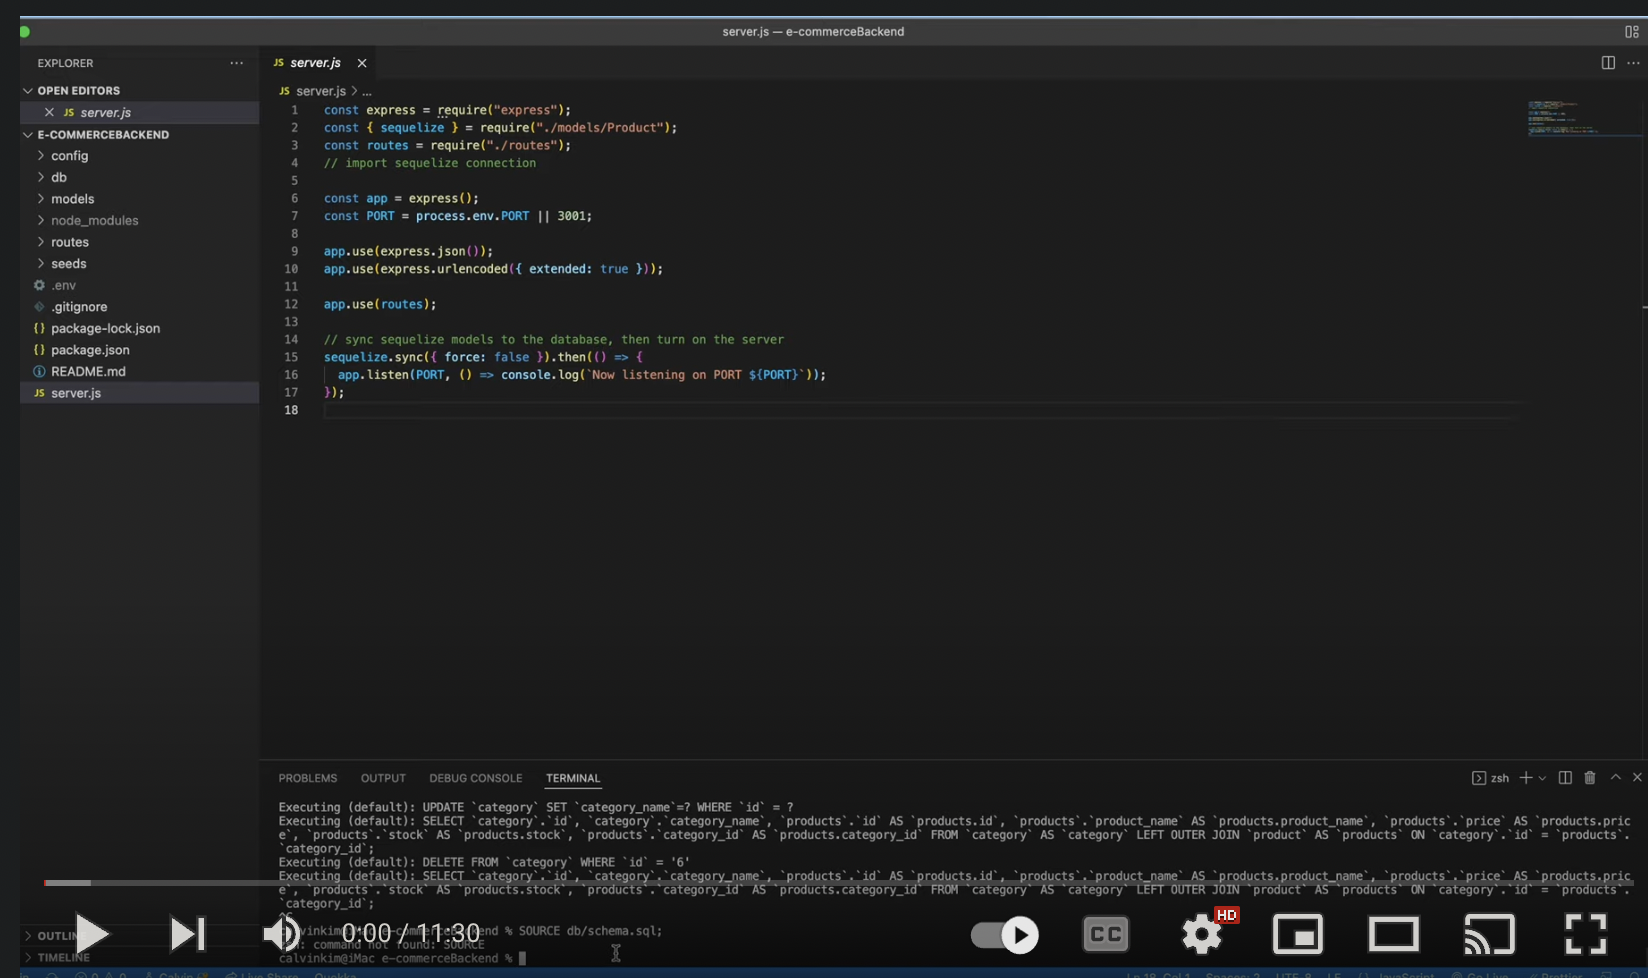 server.js — e-commerceBackend
EXPLORER
OPEN EDITORS
JS server.js
E-COMMERCEBACKEND
config
db
models
node_modules
routes
seeds
.env
.gitignore
{} package-lock.json
{} package.json
README.md
JS server.js
OUTLIN
TIMELINE
JS server.js
JS server.js > ...
1 const express = require("express");
2 const { sequelize } = require("./models/Product");
3 const routes = require("./routes");
4 // import sequelize connection
5
6 const app = express();
7 const PORT = process.env.PORT || 3001;
8
9 app.use(express.json());
10 app.use(express.urlencoded({ extended: true }));
11
12 app.use(routes);
13
14 // sync sequelize models to the database, then turn on the server
15 sequelize.sync({ force: false }).then(() => {
16 app.listen(PORT, () => console.log(`Now listening on PORT ${PORT}`));
17 });
18
PROBLEMS OUTPUT DEBUG CONSOLE TERMINAL
zsh
Executing (default): UPDATE `category` SET `category_name`=? WHERE `id` = ?
Executing (default): SELECT `category`.`id`, `category`.`category_name`, `products`.`id` AS `products.id`, `products`.`product_name` AS `products.product_name`, `products`.`price` AS `products.pric
e`, `products`.`stock` AS `products.stock`, `products`.`category_id` AS `products.category_id` FROM `category` AS `category` LEFT OUTER JOIN `product` AS `products` ON `category`.`id` = `products`.
`category_id`;
Executing (default): DELETE FROM `category` WHERE `id` = '6'
Executing (default): SELECT `category`.`id`, `category`.`category_name`, `products`.`id` AS `products.id`, `products`.`product_name` AS `products.product_name`, `products`.`price` AS `products.pric
e`, `products`.`stock` AS `products.stock`, `products`.`category_id` AS `products.category_id` FROM `category` AS `category` LEFT OUTER JOIN `product` AS `products` ON `category`.`id` = `products`.
`category_id`;
^C
e-commerceBackend % SOURCE db/schema.sql;
command not found: SOURCE
calvinkim@iMac e-commerceBackend %
0:00 / 11:30
CC
HD